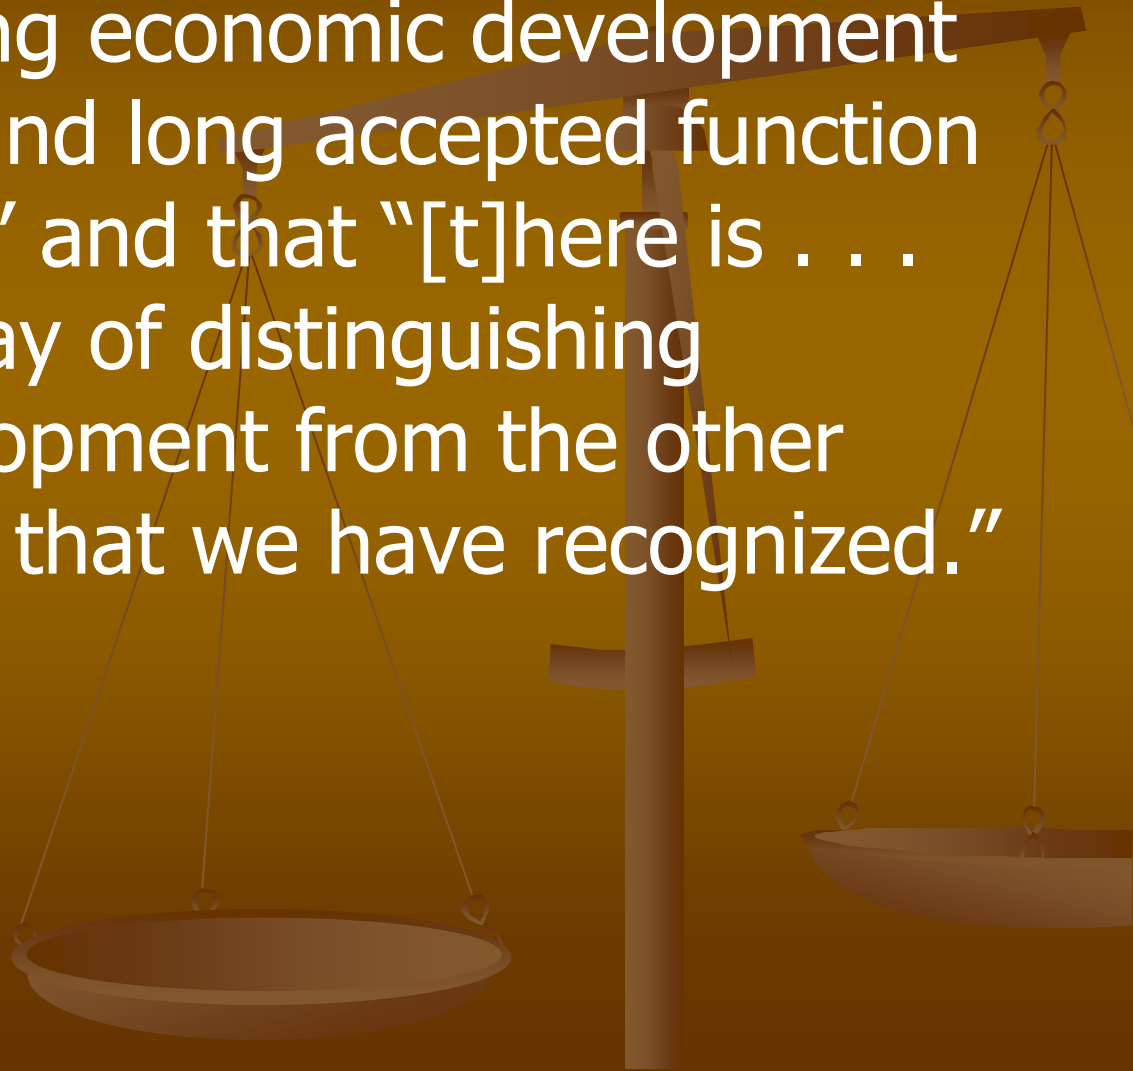 ng economic development
nd long accepted function
” and that “[t]here is . . .
ay of distinguishing
opment from the other
that we have recognized.”